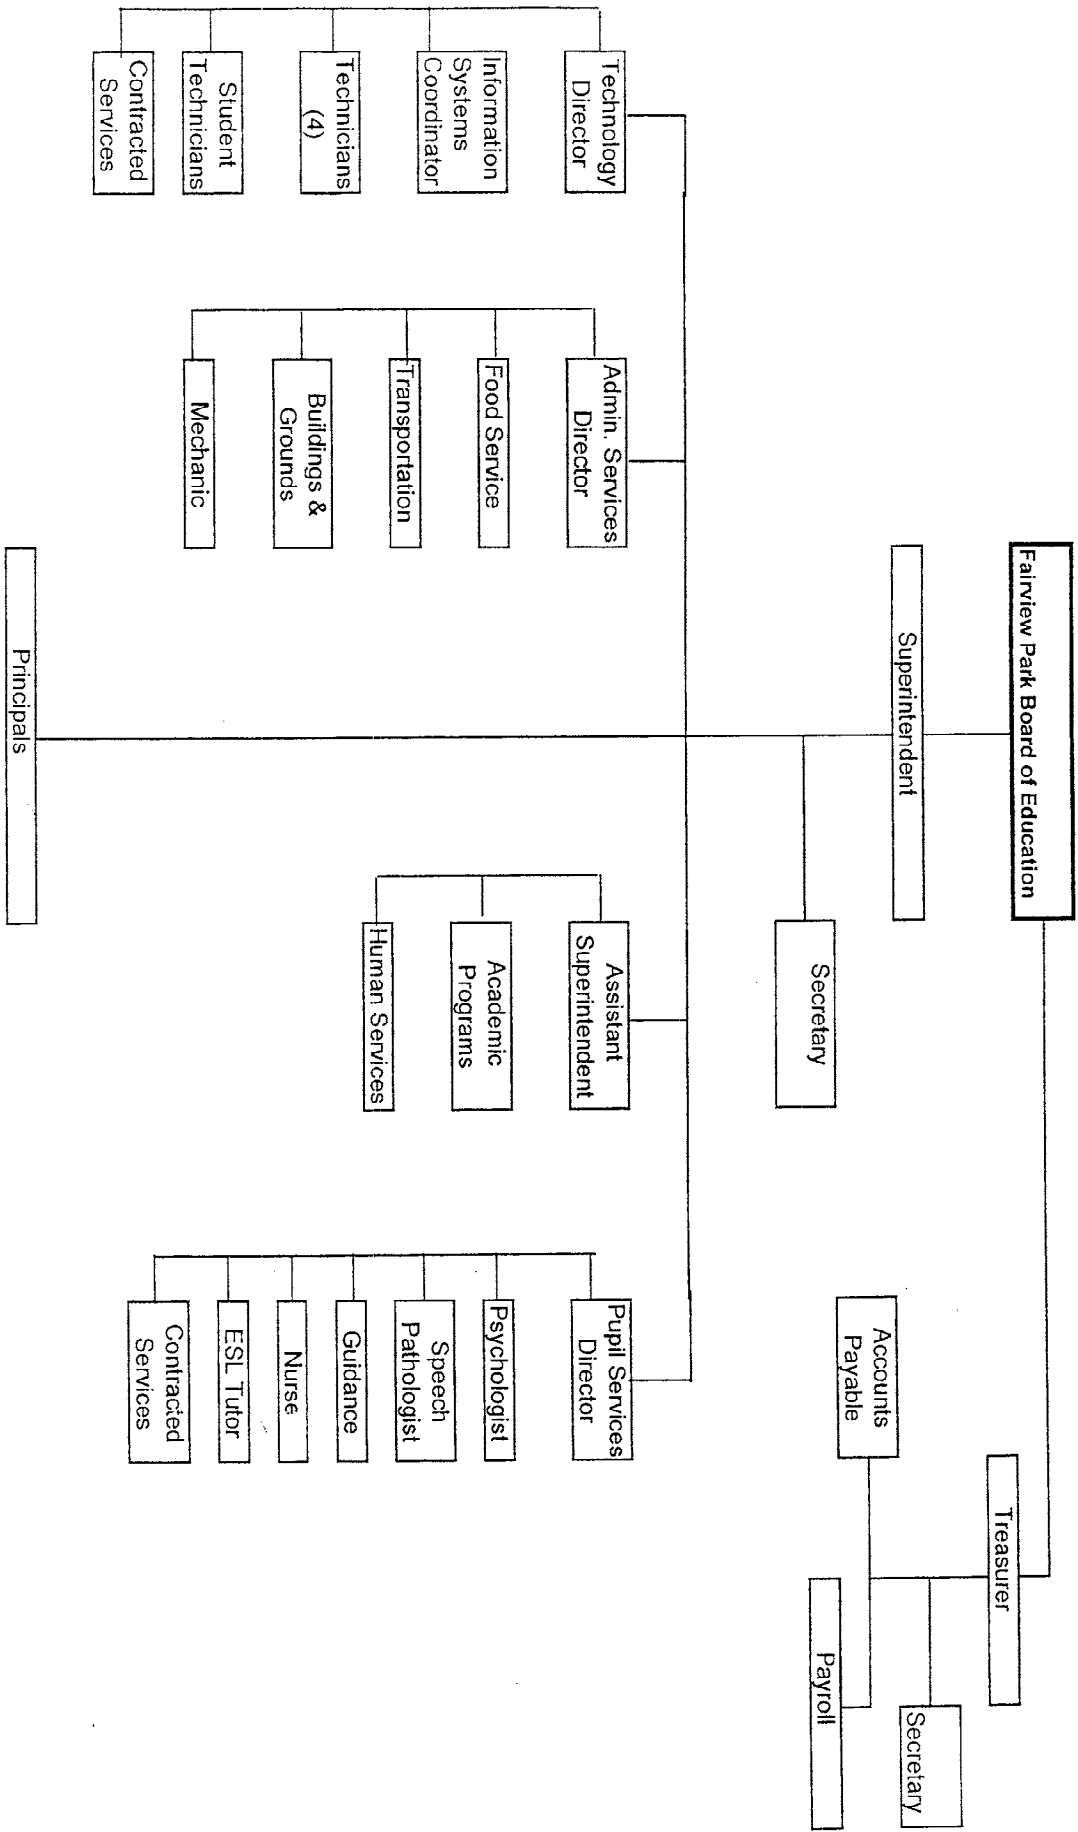 Fairview Park Board of Education
Superintendent
Treasurer
Secretary
Secretary
Accounts
Payable
Payroll
Technology
Director
Information
Systems
Coordinator
Technicians
(4)
Student
Technicians
Contracted
Services
Admin. Services
Director
Food Service
Transportation
Buildings &
Grounds
Mechanic
Assistant
Superintendent
Academic
Programs
Human Services
Pupil Services
Director
Psychologist
Speech
Pathologist
Guidance
Nurse
ESL Tutor
Contracted
Services
Principals